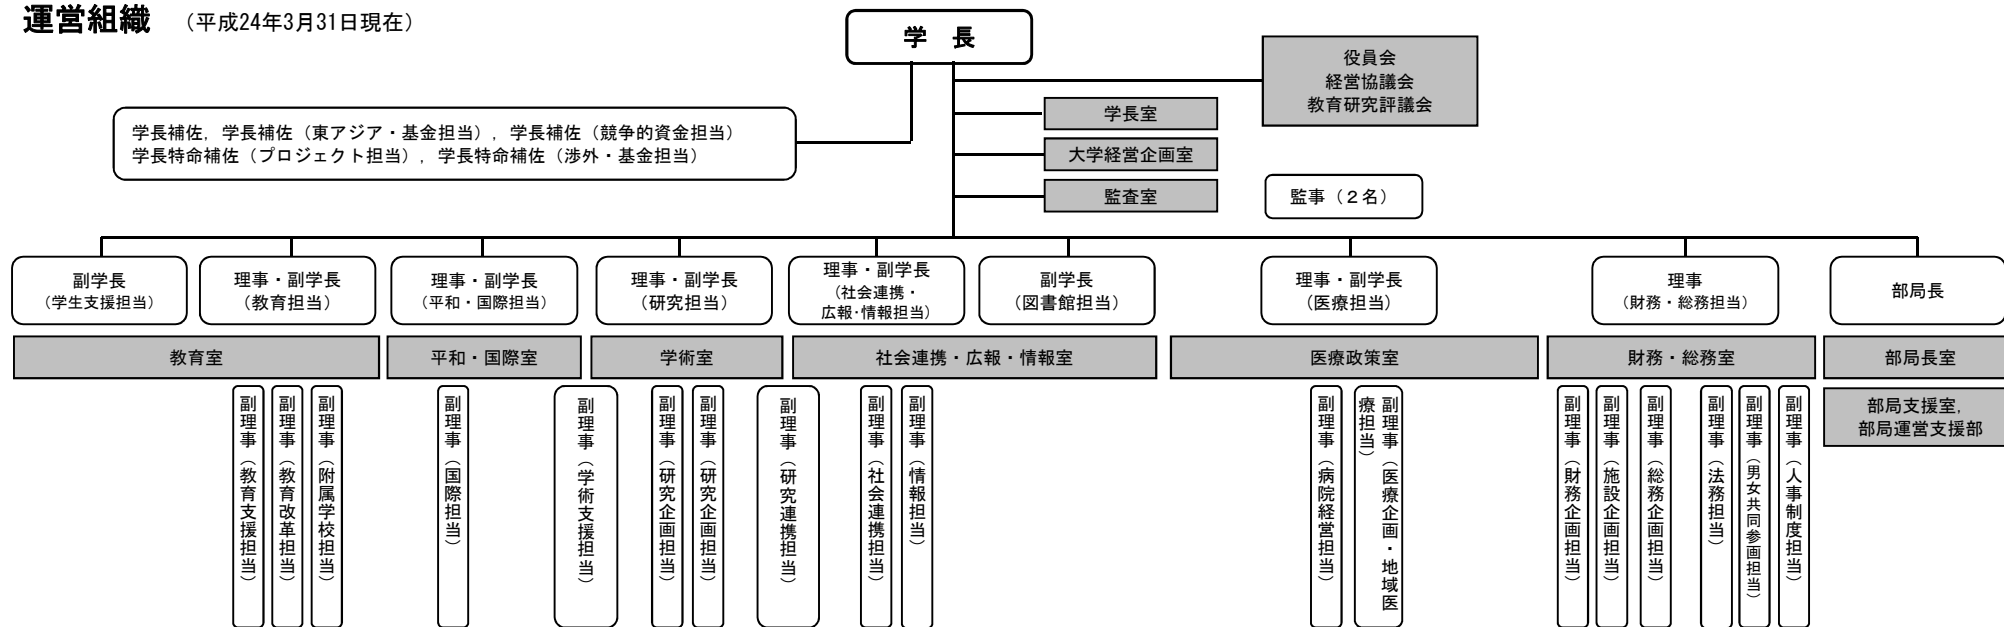 運営組織 （平成24年3月31日現在）
学 長
役員会
経営協議会
教育研究評議会
学長補佐，学長補佐（東アジア・基金担当），学長補佐（競争的資金担当）
学長特命補佐（プロジェクト担当），学長特命補佐（渉外・基金担当）
学長室
大学経営企画室
監査室
監事（２名）
副学長
（学生支援担当）
理事・副学長
（教育担当）
理事・副学長
（平和・国際担当）
理事・副学長
（研究担当）
理事・副学長
（社会連携・
広報・情報担当）
副学長
（図書館担当）
理事・副学長
（医療担当）
理事
（財務・総務担当）
部局長
教育室
平和・国際室
学術室
社会連携・広報・情報室
医療政策室
財務・総務室
部局長室
部局支援室，
部局運営支援部
副理事（教育支援担当）
副理事（教育改革担当）
副理事（附属学校担当）
副理事（国際担当）
副理事（学術支援担当）
副理事（研究企画担当）
副理事（研究企画担当）
副理事（研究連携担当）
副理事（社会連携担当）
副理事（情報担当）
副理事（病院経営担当）
副理事（医療企画・地域医
療担当）
副理事（財務企画担当）
副理事（施設企画担当）
副理事（総務企画担当）
副理事（法務担当）
副理事（男女共同参画担当）
副理事（人事制度担当）